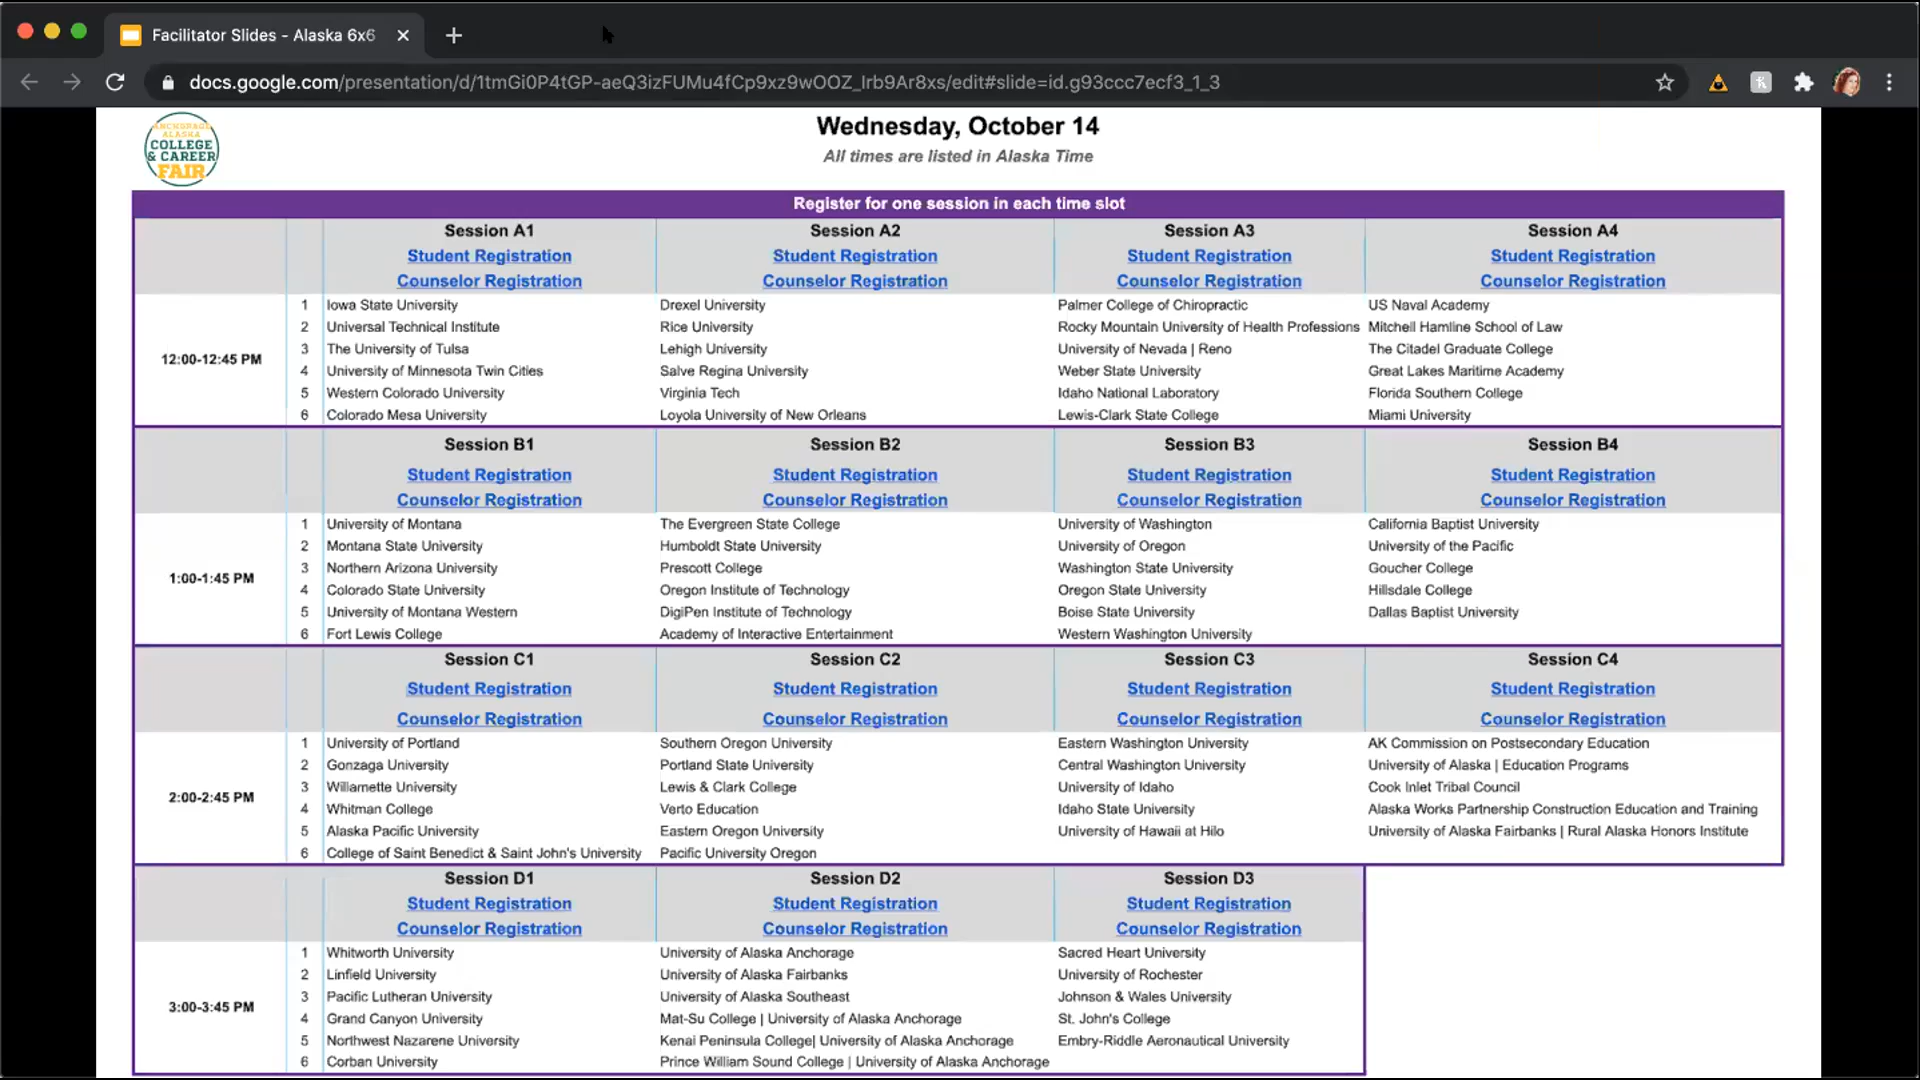 Facilitator Slides - Alaska 6x6
docs.google.com/presentation/d/1tmGi0P4tGP-aeQ3izFUMu4fCp9xz9wOOZ_Irb9Ar8xs/edit#slide=id.g93ccc7ecf3_1_3
ANCHORAGE
ALASKA
COLLEGE
& CAREER
FAIR
Wednesday, October 14
All times are listed in Alaska Time
Register for one session in each time slot
Session A1 Session A2 Session A3 Session A4
Student Registration Student Registration Student Registration Student Registration
Counselor Registration Counselor Registration Counselor Registration Counselor Registration
1 Iowa State University Drexel University Palmer College of Chiropractic US Naval Academy
2 Universal Technical Institute Rice University Rocky Mountain University of Health Professions Mitchell Hamline School of Law
3 The University of Tulsa Lehigh University University of Nevada | Reno The Citadel Graduate College
12:00-12:45 PM
4 University of Minnesota Twin Cities Salve Regina University Weber State University Great Lakes Maritime Academy
5 Western Colorado University Virginia Tech Idaho National Laboratory Florida Southern College
6 Colorado Mesa University Loyola University of New Orleans Lewis-Clark State College Miami University
Session B1 Session B2 Session B3 Session B4
Student Registration Student Registration Student Registration Student Registration
Counselor Registration Counselor Registration Counselor Registration Counselor Registration
1 University of Montana The Evergreen State College University of Washington California Baptist University
2 Montana State University Humboldt State University University of Oregon University of the Pacific
3 Northern Arizona University Prescott College Washington State University Goucher College
1:00-1:45 PM
4 Colorado State University Oregon Institute of Technology Oregon State University Hillsdale College
5 University of Montana Western DigiPen Institute of Technology Boise State University Dallas Baptist University
6 Fort Lewis College Academy of Interactive Entertainment Western Washington University
Session C1 Session C2 Session C3 Session C4
Student Registration Student Registration Student Registration Student Registration
Counselor Registration Counselor Registration Counselor Registration Counselor Registration
1 University of Portland Southern Oregon University Eastern Washington University AK Commission on Postsecondary Education
2 Gonzaga University Portland State University Central Washington University University of Alaska | Education Programs
3 Willamette University Lewis & Clark College University of Idaho Cook Inlet Tribal Council
2:00-2:45 PM
4 Whitman College Verto Education Idaho State University Alaska Works Partnership Construction Education and Training
5 Alaska Pacific University Eastern Oregon University University of Hawaii at Hilo University of Alaska Fairbanks | Rural Alaska Honors Institute
6 College of Saint Benedict & Saint John's University Pacific University Oregon
Session D1 Session D2 Session D3
Student Registration Student Registration Student Registration
Counselor Registration Counselor Registration Counselor Registration
1 Whitworth University University of Alaska Anchorage Sacred Heart University
2 Linfield University University of Alaska Fairbanks University of Rochester
3 Pacific Lutheran University University of Alaska Southeast Johnson & Wales University
3:00-3:45 PM
4 Grand Canyon University Mat-Su College | University of Alaska Anchorage St. John's College
5 Northwest Nazarene University Kenai Peninsula College| University of Alaska Anchorage Embry-Riddle Aeronautical University
6 Corban University Prince William Sound College | University of Alaska Anchorage